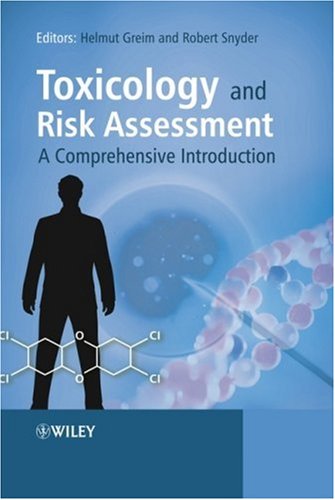 Editors: Helmut Greim and Robert Snyder
Toxicology and
Risk Assessment
A Comprehensive Introduction
Cl
O
Cl
Cl
O
Cl
WILEY